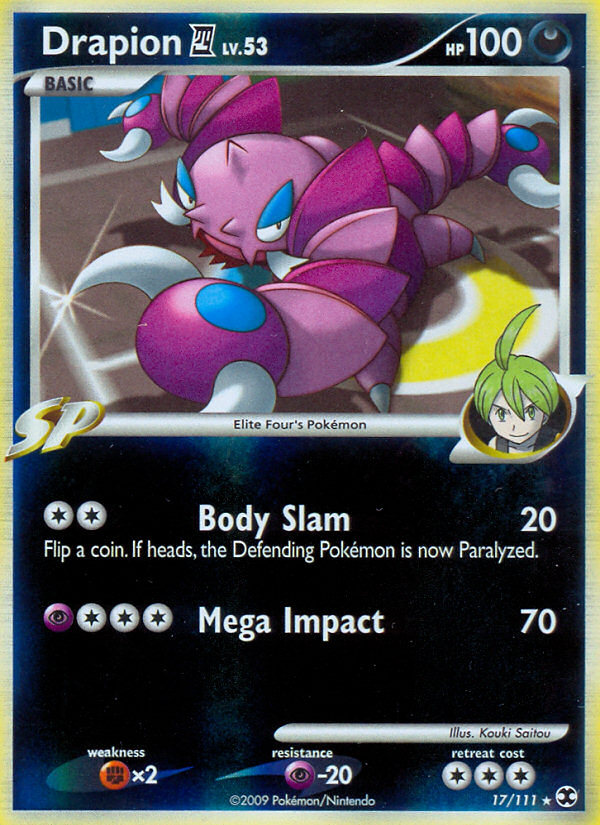 Drapion LV.53 HP100
BASIC
SP
Elite Four's Pokémon
Body Slam 20
Flip a coin. If heads, the Defending Pokémon is now Paralyzed.
Mega Impact 70
Illus. Kouki Saitou
weakness resistance retreat cost
×2 -20
©2009 Pokémon/Nintendo 17/111